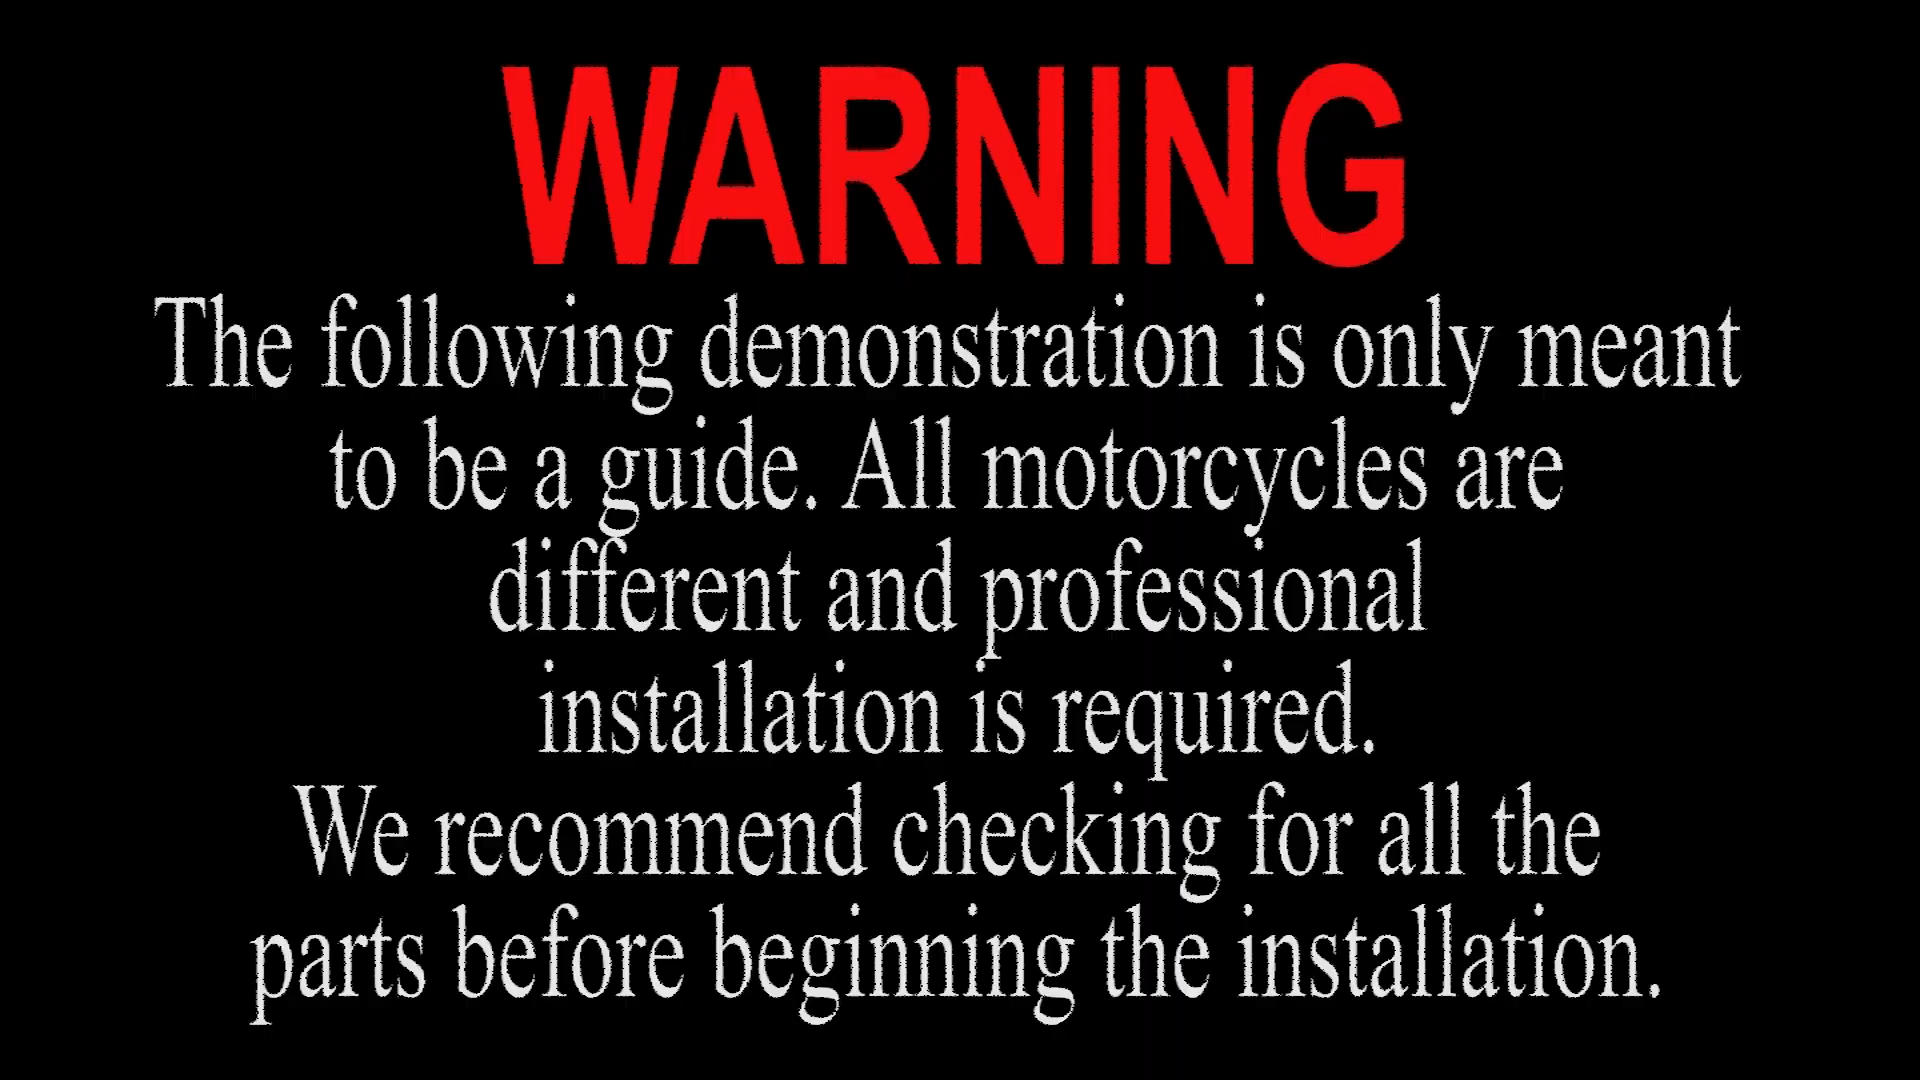 WARNING
The following demonstration is only meant
to be a guide. All motorcycles are
different and professional
installation is required.
We recommend checking for all the
parts before beginning the installation.